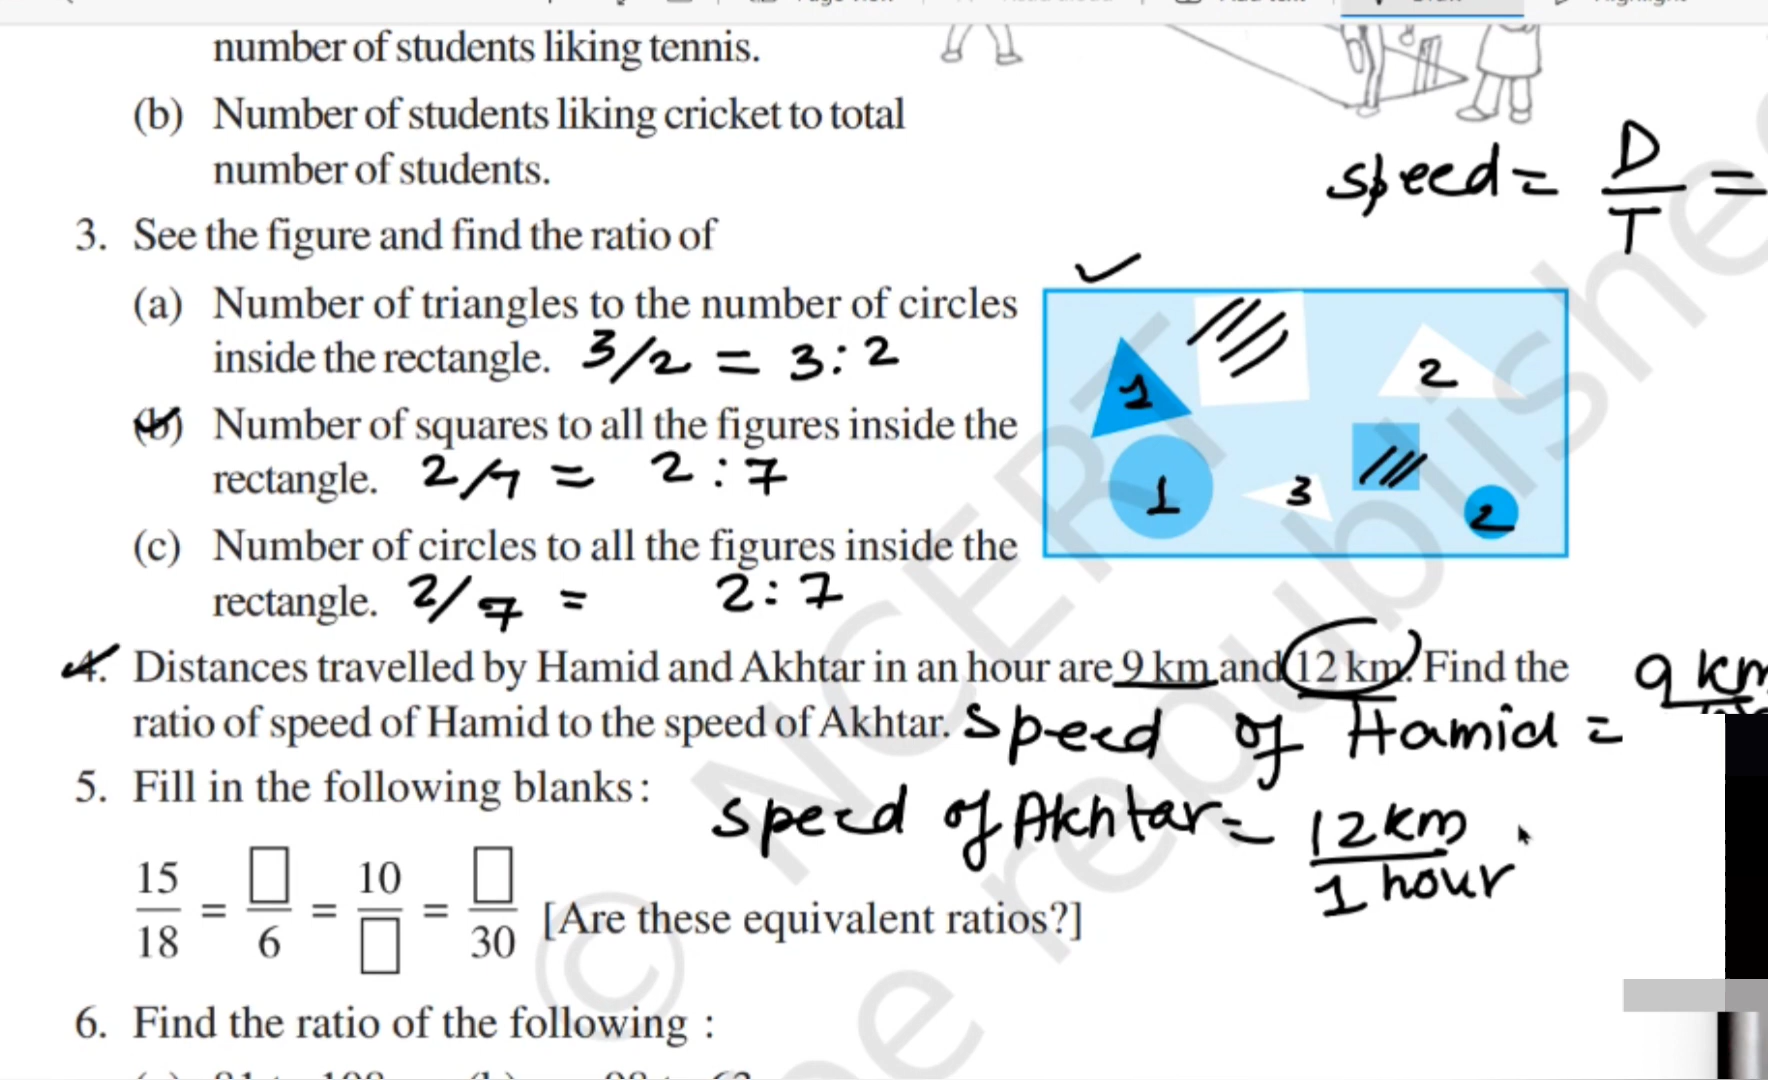 number of students liking tennis.
(b) Number of students liking cricket to total
number of students.
speed = D/T =
3. See the figure and find the ratio of
(a) Number of triangles to the number of circles
inside the rectangle. 3/2 = 3:2
(b) Number of squares to all the figures inside the
rectangle. 2/7 = 2:7
(c) Number of circles to all the figures inside the
rectangle. 2/7 = 2:7
1
2
1
3
2
4. Distances travelled by Hamid and Akhtar in an hour are 9 km and 12 km. Find the
ratio of speed of Hamid to the speed of Akhtar. Speed of Hamid = 9 km
5. Fill in the following blanks:
speed of Akhtar = 12 km / 1 hour
15/18 = □/6 = 10/□ = □/30 [Are these equivalent ratios?]
6. Find the ratio of the following :
© NCERT
republishe